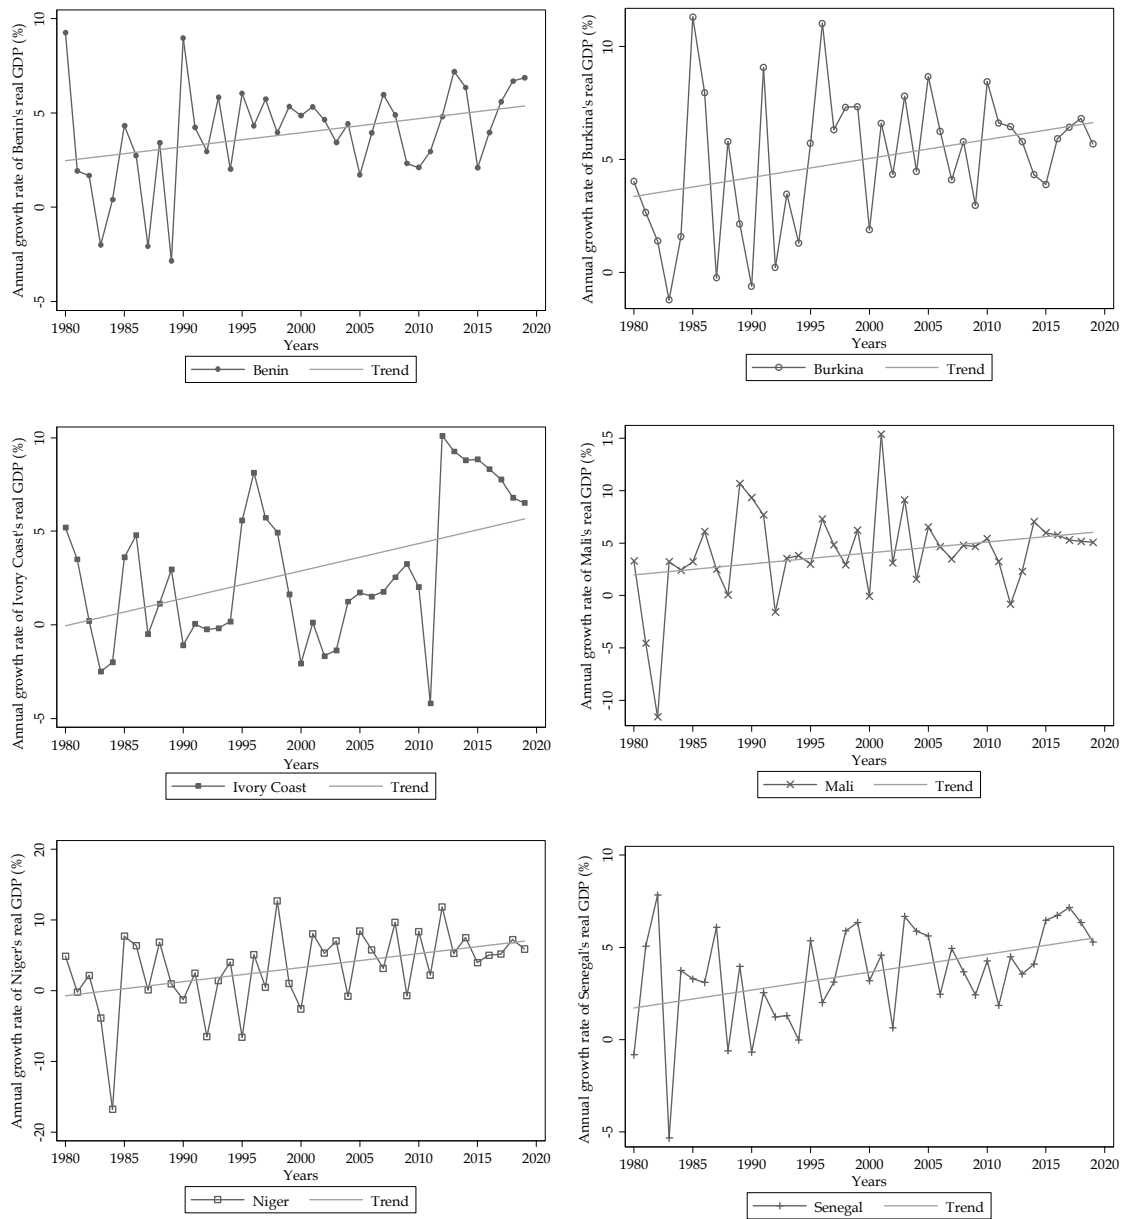 Annual growth rate of Benin's real GDP (%)
10
5
0
-5
1980 1985 1990 1995 2000 2005 2010 2015 2020
Years
Benin Trend
Annual growth rate of Burkina's real GDP (%)
10
5
0
1980 1985 1990 1995 2000 2005 2010 2015 2020
Years
Burkina Trend
Annual growth rate of Ivory Coast's real GDP (%)
10
5
0
-5
1980 1985 1990 1995 2000 2005 2010 2015 2020
Years
Ivory Coast Trend
Annual growth rate of Mali's real GDP (%)
15
10
5
0
-5
-10
1980 1985 1990 1995 2000 2005 2010 2015 2020
Years
Mali Trend
Annual growth rate of Niger's real GDP (%)
20
10
0
-10
-20
1980 1985 1990 1995 2000 2005 2010 2015 2020
Years
Niger Trend
Annual growth rate of Senegal's real GDP (%)
10
5
0
-5
1980 1985 1990 1995 2000 2005 2010 2015 2020
Years
Senegal Trend